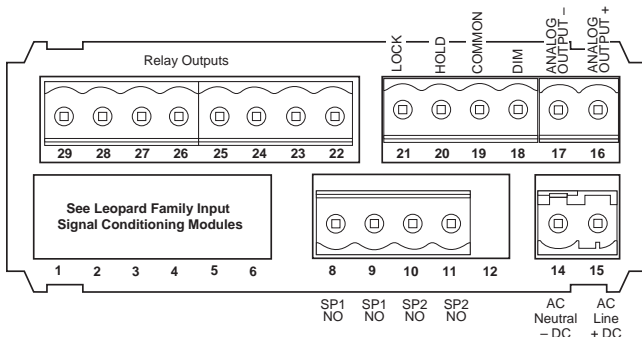 Relay Outputs
LOCK
HOLD
COMMON
DIM
ANALOG
OUTPUT –
ANALOG
OUTPUT +
29 28 27 26 25 24 23 22
21 20 19 18 17 16
See Leopard Family Input
Signal Conditioning Modules
1 2 3 4 5 6
8 9 10 11 12
14 15
SP1 SP1 SP2 SP2
NO NO NO NO
AC AC
Neutral Line
– DC + DC